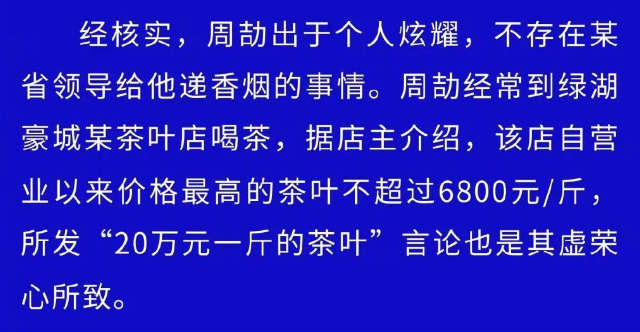 经核实，周劼出于个人炫耀，不存在某
省领导给他递香烟的事情。周劼经常到绿湖
豪城某茶叶店喝茶，据店主介绍，该店自营
业以来价格最高的茶叶不超过6800元/斤，
所发“20万元一斤的茶叶”言论也是其虚荣
心所致。